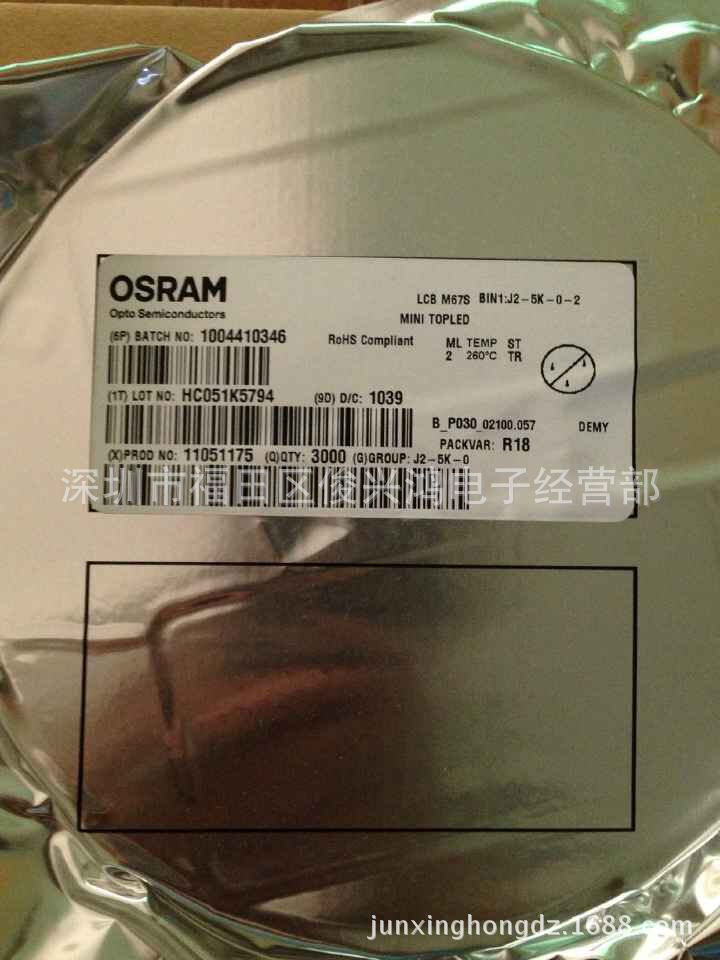 OSRAM
Opto Semiconductors
LCB M67S BIN1:J2-5K-0-2
MINI TOPLED
(6P) BATCH NO: 1004410346
RoHS Compliant
ML TEMP ST
2 260°C TR
(1T) LOT NO: HC051K5794 (9D) D/C: 1039
B_P030_02100.057 DEMY
PACKVAR: R18
(X)PROD NO: 11051175 (Q)QTY: 3000 (G)GROUP: J2-5K-0
深圳市福田区俊兴鸿电子经营部
junxinghongdz.1688.com